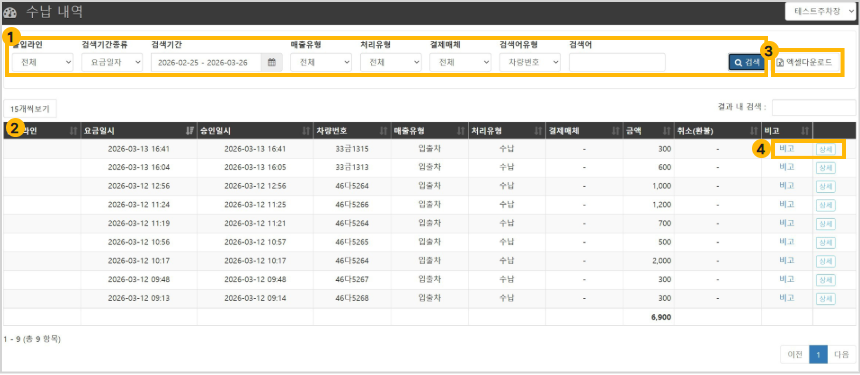 수납 내역
테스트주차장
1
출입라인 검색기간종류 검색기간 매출유형 처리유형 결제매체 검색어유형 검색어
전체 요금일자 2026-02-25 - 2026-03-26 전체 전체 전체 차량번호 검색
3
엑셀다운로드
15개씩보기
결과 내 검색 :
2
라인 요금일시 승인일시 차량번호 매출유형 처리유형 결제매체 금액 취소(환불) 비고
4
2026-03-13 16:41 2026-03-13 16:41 33금1315 입출차 수납 - 300 - 비고 상세
2026-03-13 16:04 2026-03-13 16:05 33금1313 입출차 수납 - 600 - 비고 상세
2026-03-12 12:56 2026-03-12 12:56 46다5264 입출차 수납 - 1,000 - 비고 상세
2026-03-12 11:24 2026-03-12 11:25 46다5266 입출차 수납 - 1,200 - 비고 상세
2026-03-12 11:19 2026-03-12 11:21 46다5264 입출차 수납 - 700 - 비고 상세
2026-03-12 10:56 2026-03-12 10:57 46다5265 입출차 수납 - 500 - 비고 상세
2026-03-12 10:17 2026-03-12 10:17 46다5264 입출차 수납 - 2,000 - 비고 상세
2026-03-12 09:48 2026-03-12 09:48 46다5267 입출차 수납 - 300 - 비고 상세
2026-03-12 09:13 2026-03-12 09:14 46다5268 입출차 수납 - 300 - 비고 상세
6,900
1 - 9 (총 9 항목)
이전 1 다음